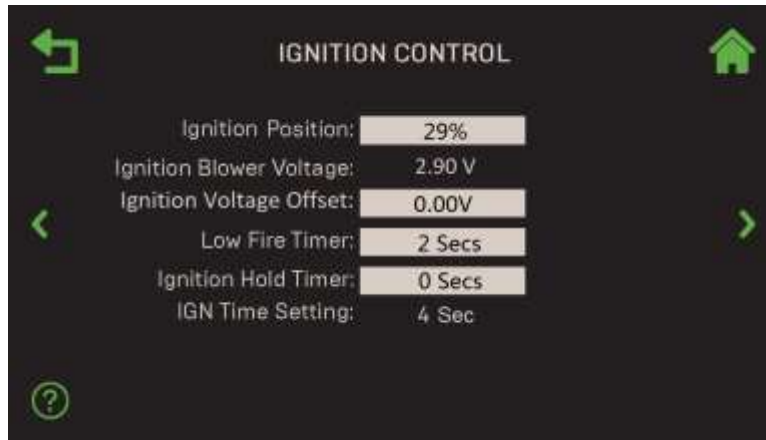 IGNITION CONTROL
Ignition Position: 29%
Ignition Blower Voltage: 2.90 V
Ignition Voltage Offset: 0.00V
Low Fire Timer: 2 Secs
Ignition Hold Timer: 0 Secs
IGN Time Setting: 4 Sec
?